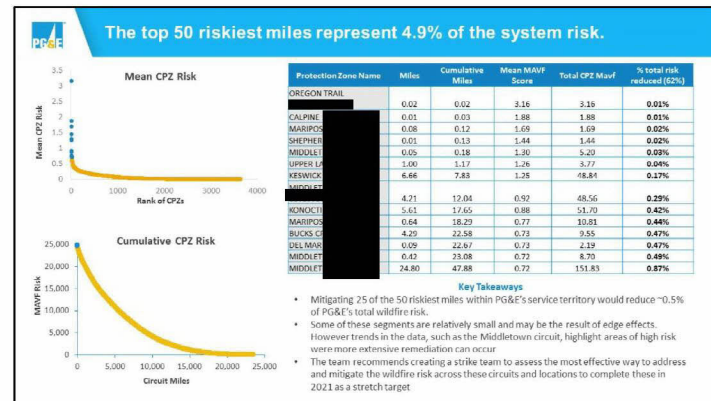 PG&E
The top 50 riskiest miles represent 4.9% of the system risk.
Mean CPZ Risk
3.5
3
2.5
2
1.5
1
0.5
0
Mean CPZ Risk
0 1000 2000 3000 4000
Rank of CPZs
Cumulative CPZ Risk
25,000
20,000
15,000
10,000
5,000
0
MAVF Risk
0 5,000 10,000 15,000 20,000 25,000
Circuit Miles
Protection Zone Name Miles Cumulative Miles Mean MAVF Score Total CPZ Mavf % total risk reduced (62%)
OREGON TRAIL 0.02 0.02 3.16 3.16 0.01%
CALPINE 0.01 0.03 1.88 1.88 0.01%
MARIPOS 0.08 0.12 1.69 1.69 0.02%
SHEPHER 0.01 0.13 1.44 1.44 0.02%
MIDDLET 0.05 0.18 1.30 5.20 0.03%
UPPER LA 1.00 1.17 1.26 3.77 0.04%
KESWICK 6.66 7.83 1.25 48.84 0.17%
MIDDLET 4.21 12.04 0.92 48.56 0.29%
KONOCTI 5.61 17.65 0.88 51.70 0.42%
MARIPOS 0.64 18.29 0.77 10.81 0.44%
BUCKS CR 4.29 22.58 0.73 9.55 0.47%
DEL MAR 0.09 22.67 0.73 2.19 0.47%
MIDDLET 0.42 23.08 0.72 8.70 0.49%
MIDDLET 24.80 47.88 0.72 151.83 0.87%
Key Takeaways
• Mitigating 25 of the 50 riskiest miles within PG&E's service territory would reduce ~0.5%
of PG&E's total wildfire risk.
• Some of these segments are relatively small and may be the result of edge effects.
However trends in the data, such as the Middletown circuit, highlight areas of high risk
were more extensive remediation can occur
• The team recommends creating a strike team to assess the most effective way to address
and mitigate the wildfire risk across these circuits and locations to complete these in
2021 as a stretch target